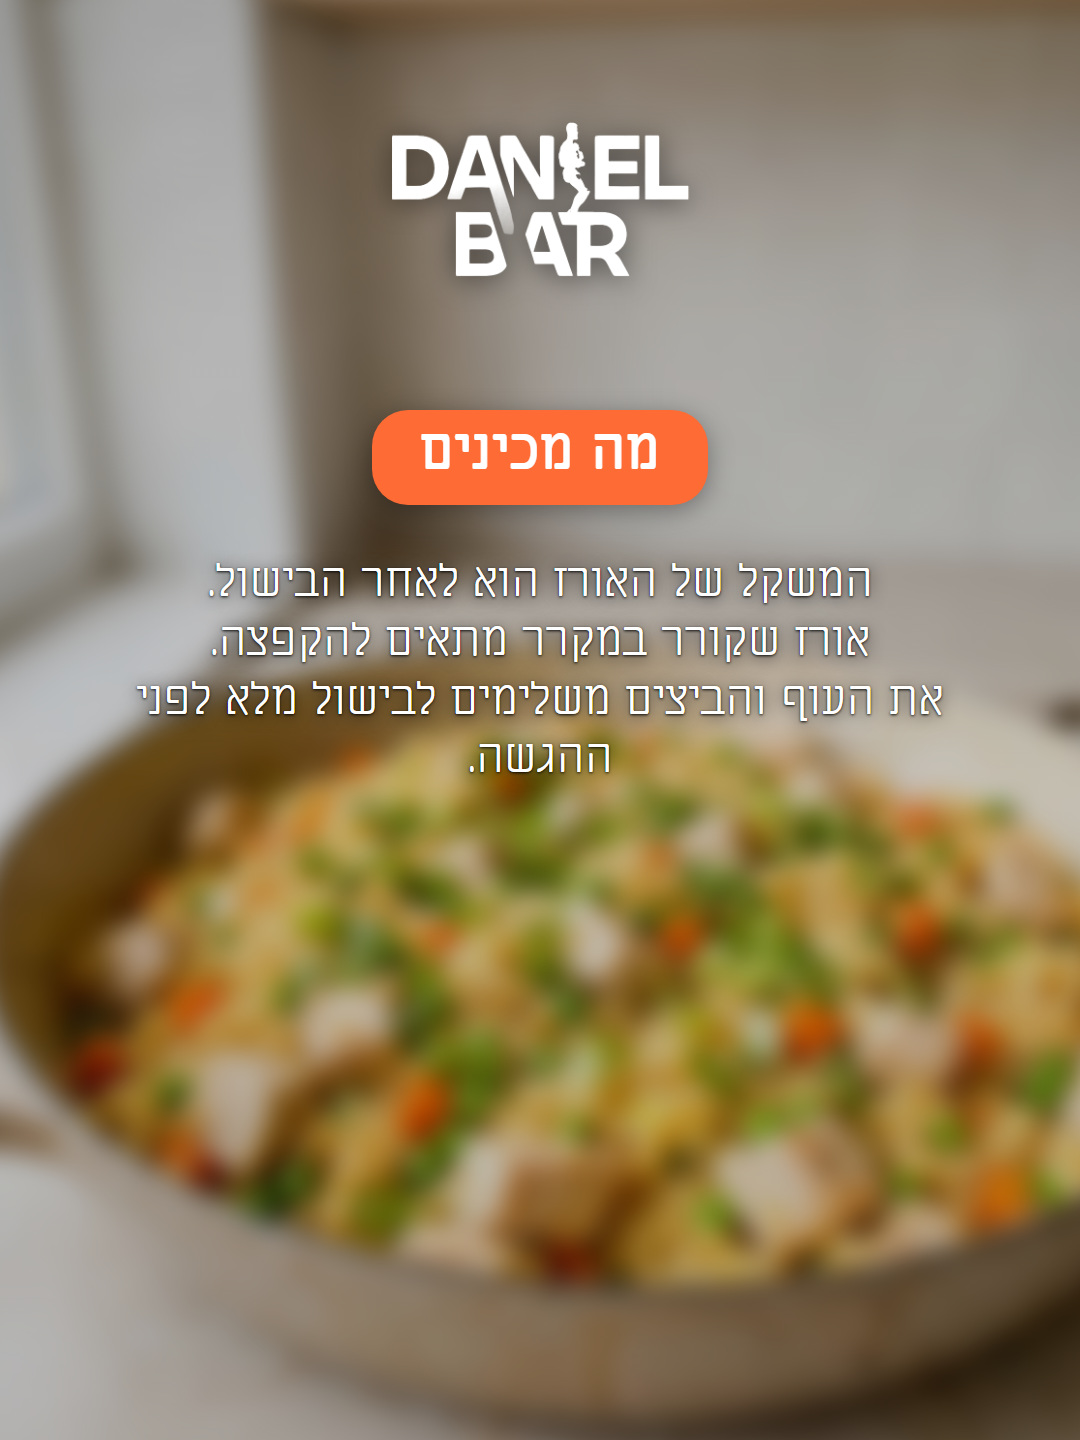 DANIEL
BAR
מה מכינים
המשקל של האורז הוא לאחר הבישול.
אורז שקורר במקרר מתאים להקפצה.
את העוף והביצים משלימים לבישול מלא לפני
ההגשה.